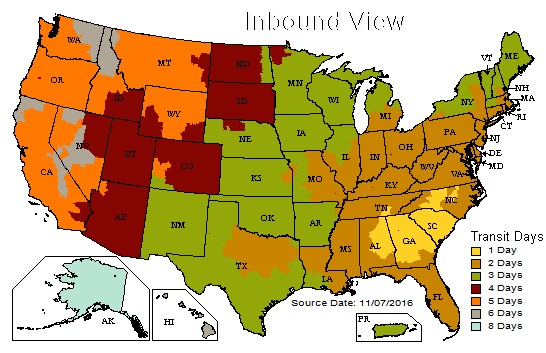 Inbound View
WA
OR
CA
NV
ID
MT
WY
UT
AZ
CO
NM
ND
SD
NE
KS
OK
TX
MN
IA
MO
AR
LA
WI
IL
MI
IN
OH
KY
TN
MS
AL
GA
FL
SC
NC
VA
WV
PA
NY
VT
ME
NH
MA
RI
CT
NJ
DE
MD
AK
HI
PR
Source Date: 11/07/2016
Transit Days
1 Day
2 Days
3 Days
4 Days
5 Days
6 Days
8 Days